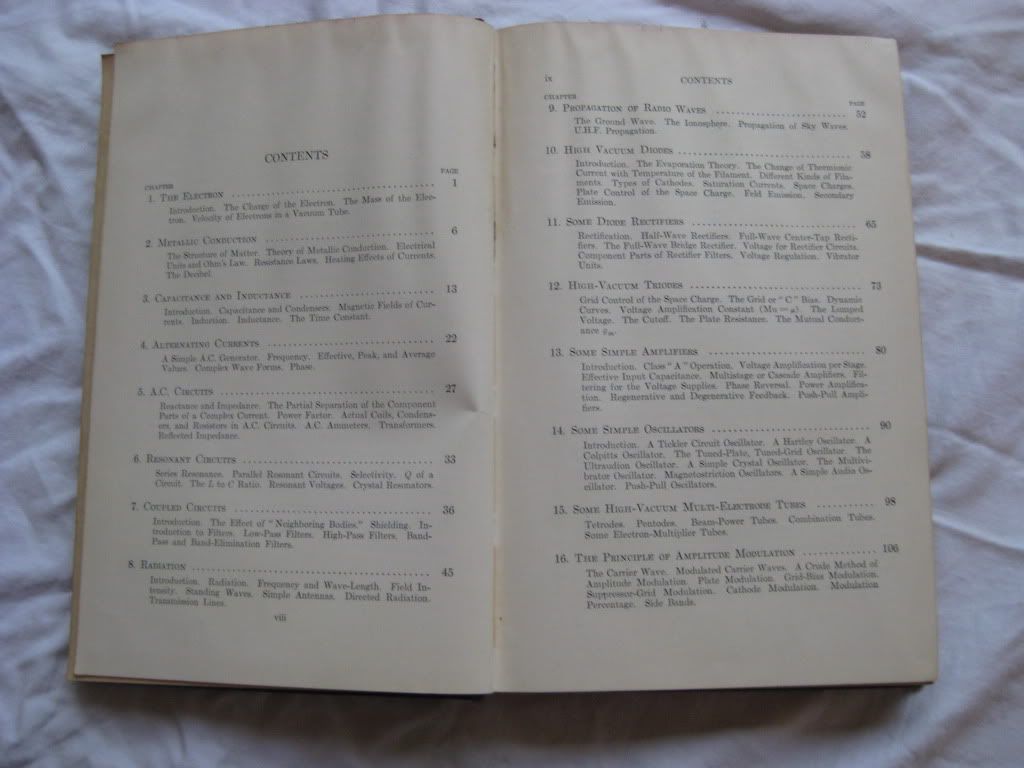 CONTENTS
CHAPTER PAGE
1. THE ELECTRON 1
Introduction. The Charge of the Electron. The Mass of the Elec-
tron. Velocity of Electrons in a Vacuum Tube.
2. METALLIC CONDUCTION 6
The Structure of Matter. Theory of Metallic Conduction. Electrical
Units and Ohm's Law. Resistance Laws. Heating Effects of Currents.
The Decibel.
3. CAPACITANCE AND INDUCTANCE 13
Introduction. Capacitance and Condensers. Magnetic Fields of Cur-
rents. Induction. Inductance. The Time Constant.
4. ALTERNATING CURRENTS 22
A Simple A.C. Generator. Frequency. Effective, Peak, and Average
Values. Complex Wave Forms. Phase.
5. A.C. CIRCUITS 27
Reactance and Impedance. The Partial Separation of the Component
Parts of a Complex Current. Power Factor. Actual Coils, Condens-
ers, and Resistors in A.C. Circuits. A.C. Ammeters. Transformers.
Reflected Impedance.
6. RESONANT CIRCUITS 33
Series Resonance. Parallel Resonant Circuits. Selectivity. Q of a
Circuit. The L to C Ratio. Resonant Voltages. Crystal Resonators.
7. COUPLED CIRCUITS 36
Introduction. The Effect of "Neighboring Bodies." Shielding. In-
troduction to Filters. Low-Pass Filters. High-Pass Filters. Band-
Pass and Band-Elimination Filters.
8. RADIATION 45
Introduction. Radiation. Frequency and Wave-Length. Field In-
tensity. Standing Waves. Simple Antennas. Directed Radiation.
Transmission Lines.
viii
ix CONTENTS
CHAPTER PAGE
9. PROPAGATION OF RADIO WAVES 52
The Ground Wave. The Ionosphere. Propagation of Sky Waves.
U.H.F. Propagation.
10. HIGH VACUUM DIODES 58
Introduction. The Evaporation Theory. The Change of Thermionic
Current with Temperature of the Filament. Different Kinds of Fila-
ments. Types of Cathodes. Saturation Currents. Space Charges.
Plate Control of the Space Charge. Feld Emission. Secondary
Emission.
11. SOME DIODE RECTIFIERS 65
Rectification. Half-Wave Rectifiers. Full-Wave Center-Tap Recti-
fiers. The Full-Wave Bridge Rectifier. Voltage for Rectifier Circuits.
Component Parts of Rectifier Filters. Voltage Regulation. Vibrator
Units.
12. HIGH-VACUUM TRIODES 73
Grid Control of the Space Charge. The Grid or "C" Bias. Dynamic
Curves. Voltage Amplification Constant (Mu = μ). The Lumped
Voltage. The Cutoff. The Plate Resistance. The Mutual Conduct-
ance gm.
13. SOME SIMPLE AMPLIFIERS 80
Introduction. Class "A" Operation. Voltage Amplification per Stage.
Effective Input Capacitance. Multistage or Cascade Amplifiers. Fil-
tering for the Voltage Supplies. Phase Reversal. Power Amplifica-
tion. Regenerative and Degenerative Feedback. Push-Pull Ampli-
fiers.
14. SOME SIMPLE OSCILLATORS 90
Introduction. A Tickler Circuit Oscillator. A Hartley Oscillator. A
Colpitts Oscillator. The Tuned-Plate, Tuned-Grid Oscillator. The
Ultraudion Oscillator. A Simple Crystal Oscillator. The Multivi-
brator Oscillator. Magnetostriction Oscillators. A Simple Audio Os-
cillator. Push-Pull Oscillators.
15. SOME HIGH-VACUUM MULTI-ELECTRODE TUBES 98
Tetrodes. Pentodes. Beam-Power Tubes. Combination Tubes.
Some Electron-Multiplier Tubes.
16. THE PRINCIPLE OF AMPLITUDE MODULATION 106
The Carrier Wave. Modulated Carrier Waves. A Crude Method of
Amplitude Modulation. Plate Modulation. Grid-Bias Modulation.
Suppressor-Grid Modulation. Cathode Modulation. Modulation
Percentage. Side Bands.